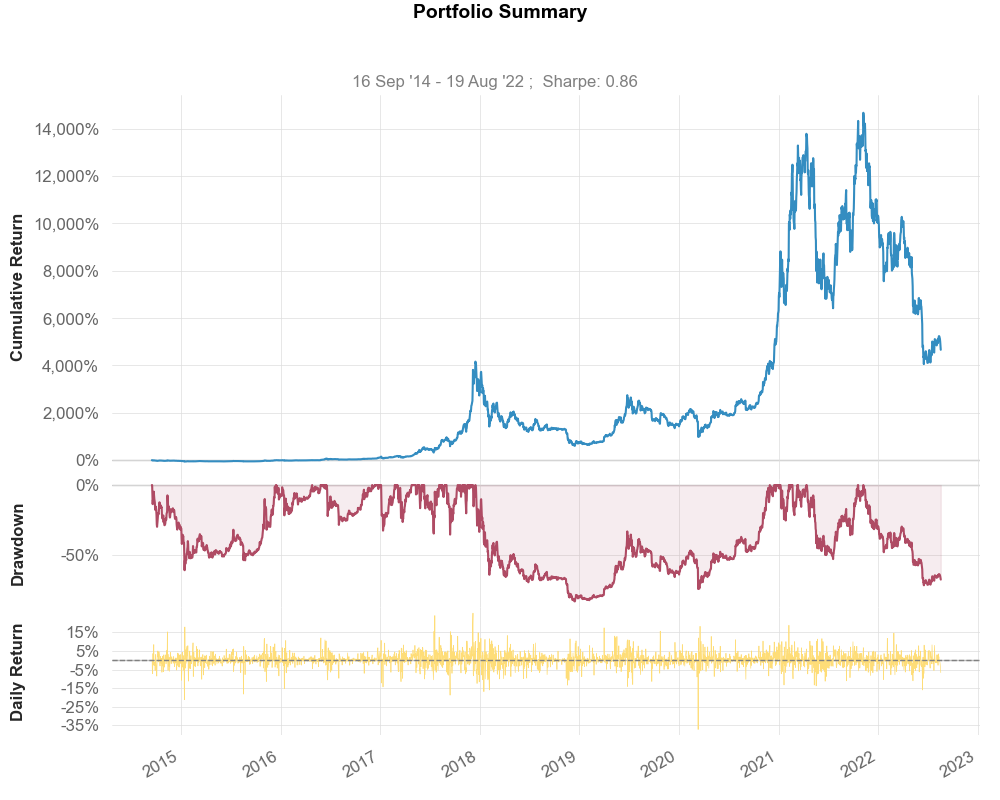 Portfolio Summary
16 Sep '14 - 19 Aug '22 ;  Sharpe: 0.86
Cumulative Return
14,000%
12,000%
10,000%
8,000%
6,000%
4,000%
2,000%
0%
Drawdown
0%
-50%
Daily Return
15%
5%
-5%
-15%
-25%
-35%
2015 2016 2017 2018 2019 2020 2021 2022 2023